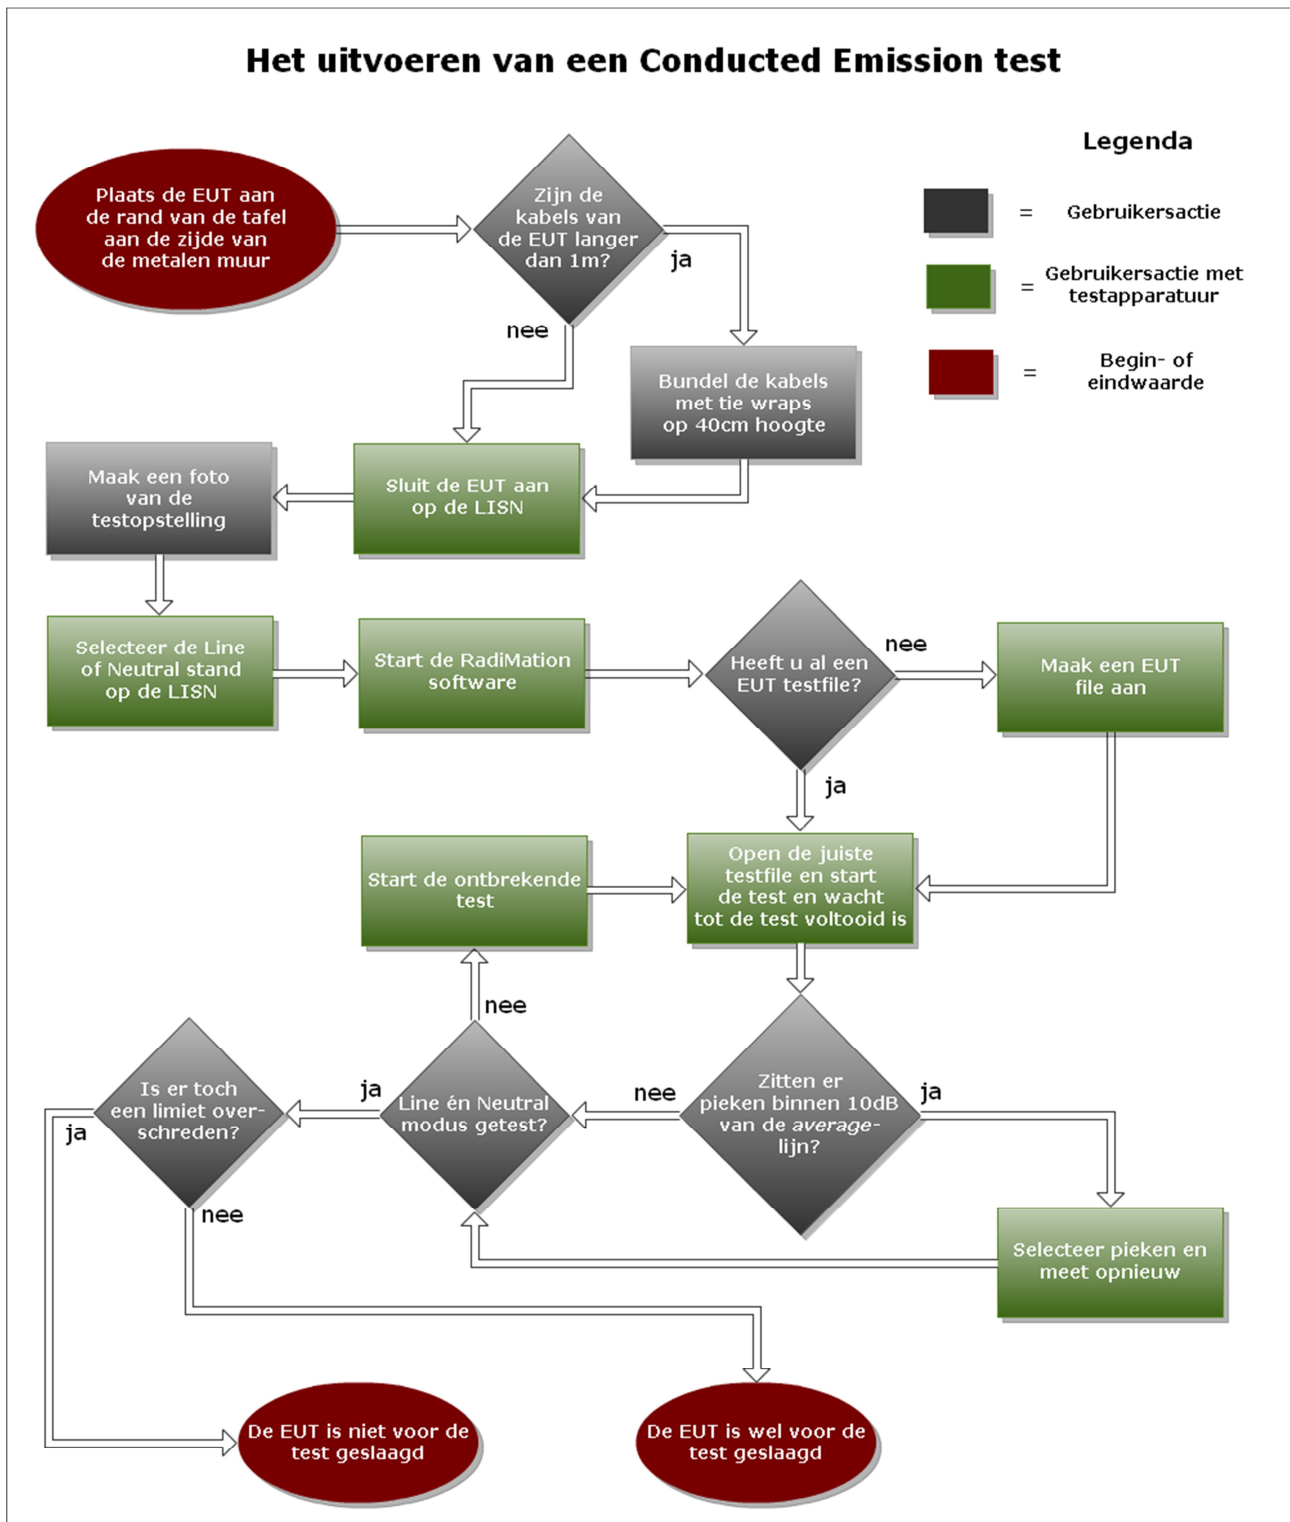 Het uitvoeren van een Conducted Emission test
Legenda
=
Gebruikersactie
=
Gebruikersactie met
testapparatuur
=
Begin- of
eindwaarde
Plaats de EUT aan
de rand van de tafel
aan de zijde van
de metalen muur
Zijn de
kabels van
de EUT langer
dan 1m?
ja
nee
Bundel de kabels
met tie wraps
op 40cm hoogte
Sluit de EUT aan
op de LISN
Maak een foto
van de
testopstelling
Selecteer de Line
of Neutral stand
op de LISN
Start de RadiMation
software
Heeft u al een
EUT testfile?
nee
ja
Maak een EUT
file aan
Open de juiste
testfile en start
de test en wacht
tot de test voltooid is
Start de ontbrekende
test
nee
Zitten er
pieken binnen 10dB
van de average-
lijn?
ja
nee
Selecteer pieken en
meet opnieuw
Line én Neutral
modus getest?
ja
Is er toch
een limiet over-
schreden?
ja
nee
De EUT is niet voor de
test geslaagd
De EUT is wel voor de
test geslaagd